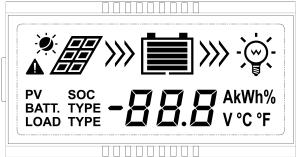 PV SOC
BATT. TYPE
LOAD TYPE
-88.8
AkWh%
V °C °F